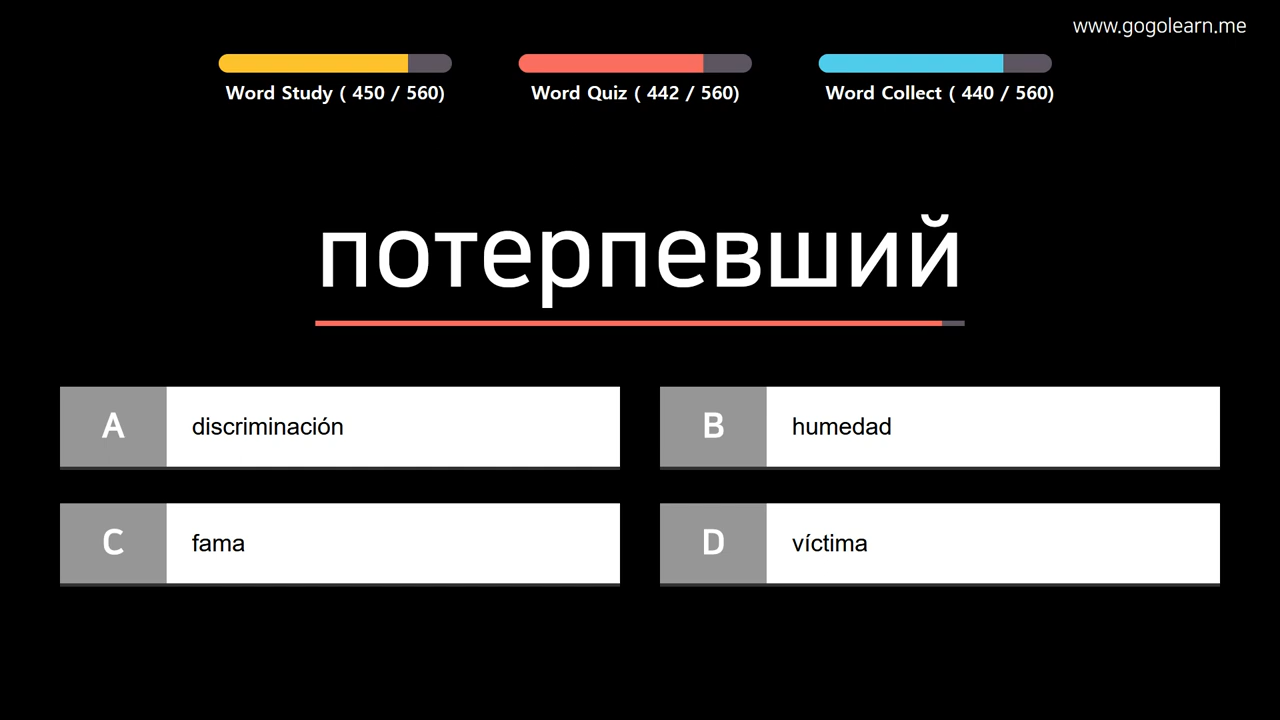 www.gogolearn.me
Word Study ( 450 / 560)
Word Quiz ( 442 / 560)
Word Collect ( 440 / 560)
потерпевший
A discriminación
B humedad
C fama
D víctima